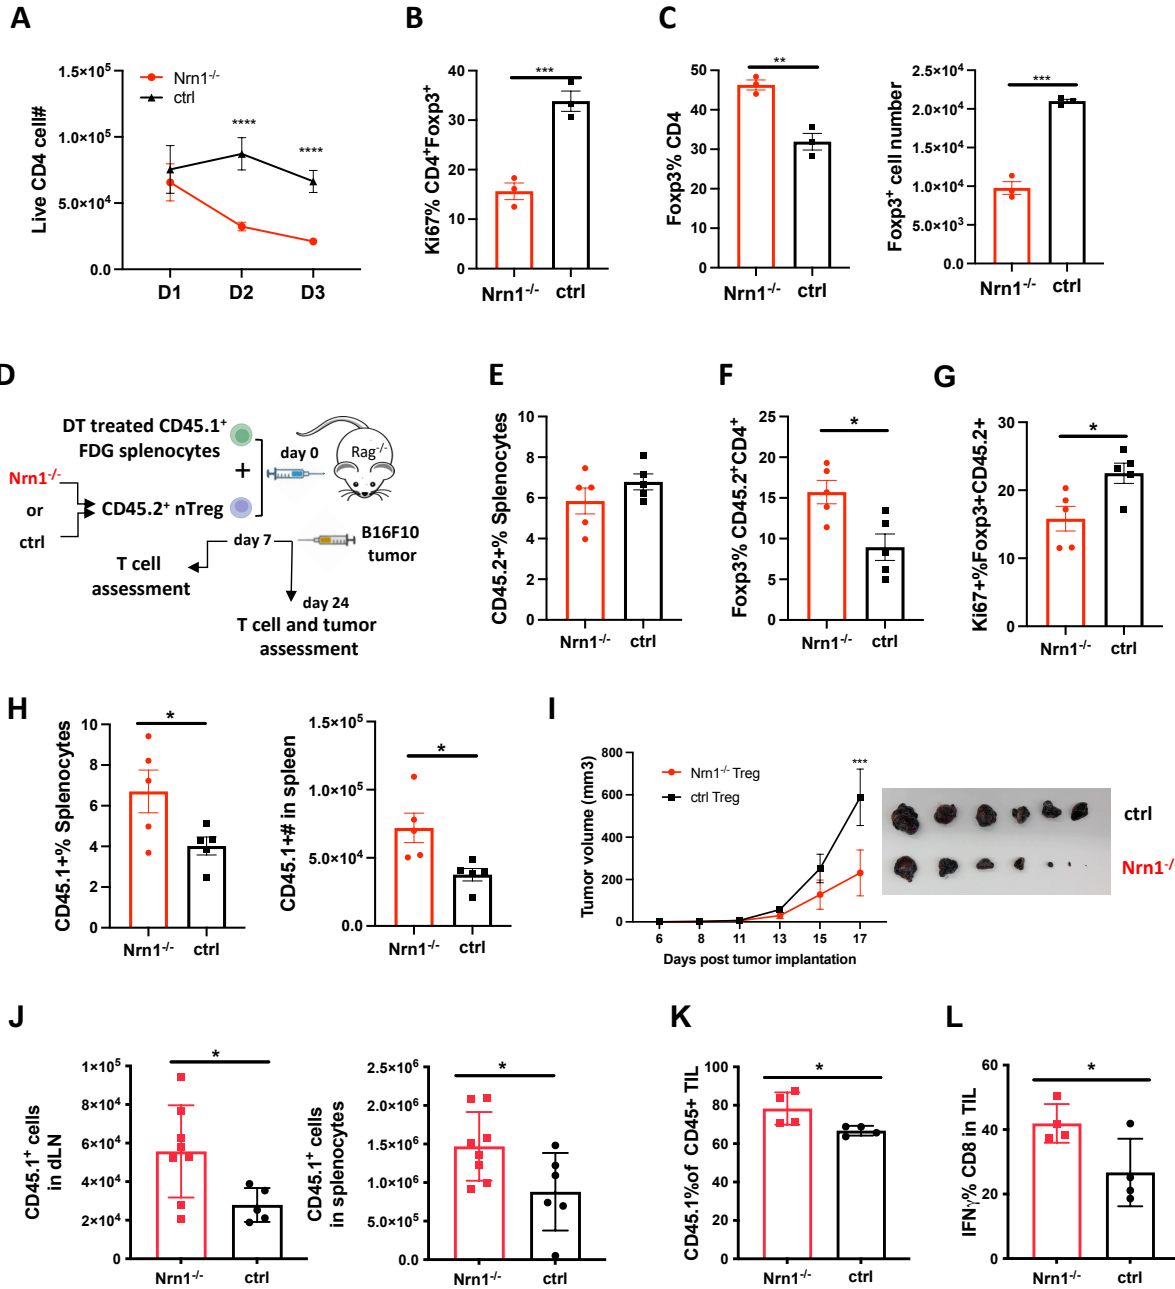 A
Live CD4 cell#
1.5×10⁵
1.0×10⁵
5.0×10⁴
0.0
Nrn1⁻/⁻
ctrl
****
****
D1 D2 D3
B
Ki67% CD4⁺Foxp3⁺
40
30
20
10
0
***
Nrn1⁻/⁻ ctrl
C
Foxp3% CD4
50
40
30
20
10
0
**
Nrn1⁻/⁻ ctrl
Foxp3⁺ cell number
2.5×10⁴
2.0×10⁴
1.5×10⁴
1.0×10⁴
5.0×10³
0.0
***
Nrn1⁻/⁻ ctrl
D
DT treated CD45.1⁺
FDG splenocytes
Nrn1⁻/⁻
or
ctrl
+
CD45.2⁺ nTreg
day 0
Rag⁻/⁻
day 7
B16F10
tumor
T cell
assessment
day 24
T cell and tumor
assessment
E
CD45.2+% Splenocytes
10
8
6
4
2
0
Nrn1⁻/⁻ ctrl
F
Foxp3% CD45.2⁺CD4⁺
25
20
15
10
5
0
*
Nrn1⁻/⁻ ctrl
G
Ki67+%Foxp3+CD45.2+
30
20
10
0
*
Nrn1⁻/⁻ ctrl
H
CD45.1+% Splenocytes
10
8
6
4
2
0
*
Nrn1⁻/⁻ ctrl
CD45.1+# in spleen
1.5×10⁵
1.0×10⁵
5.0×10⁴
0.0
*
Nrn1⁻/⁻ ctrl
I
Tumor volume (mm3)
800
600
400
200
0
Nrn1⁻/⁻ Treg
ctrl Treg
***
6 8 11 13 15 17
Days post tumor implantation
ctrl
Nrn1⁻/
J
CD45.1⁺ cells
in dLN
1×10⁵
8×10⁴
6×10⁴
4×10⁴
2×10⁴
0
*
Nrn1⁻/⁻ ctrl
CD45.1⁺ cells
in splenocytes
2.5×10⁶
2.0×10⁶
1.5×10⁶
1.0×10⁶
5.0×10⁵
0.0
*
Nrn1⁻/⁻ ctrl
K
CD45.1%of CD45+ TIL
100
80
60
40
20
0
*
Nrn1⁻/⁻ ctrl
L
IFNγ% CD8 in TIL
60
40
20
0
*
Nrn1⁻/⁻ ctrl